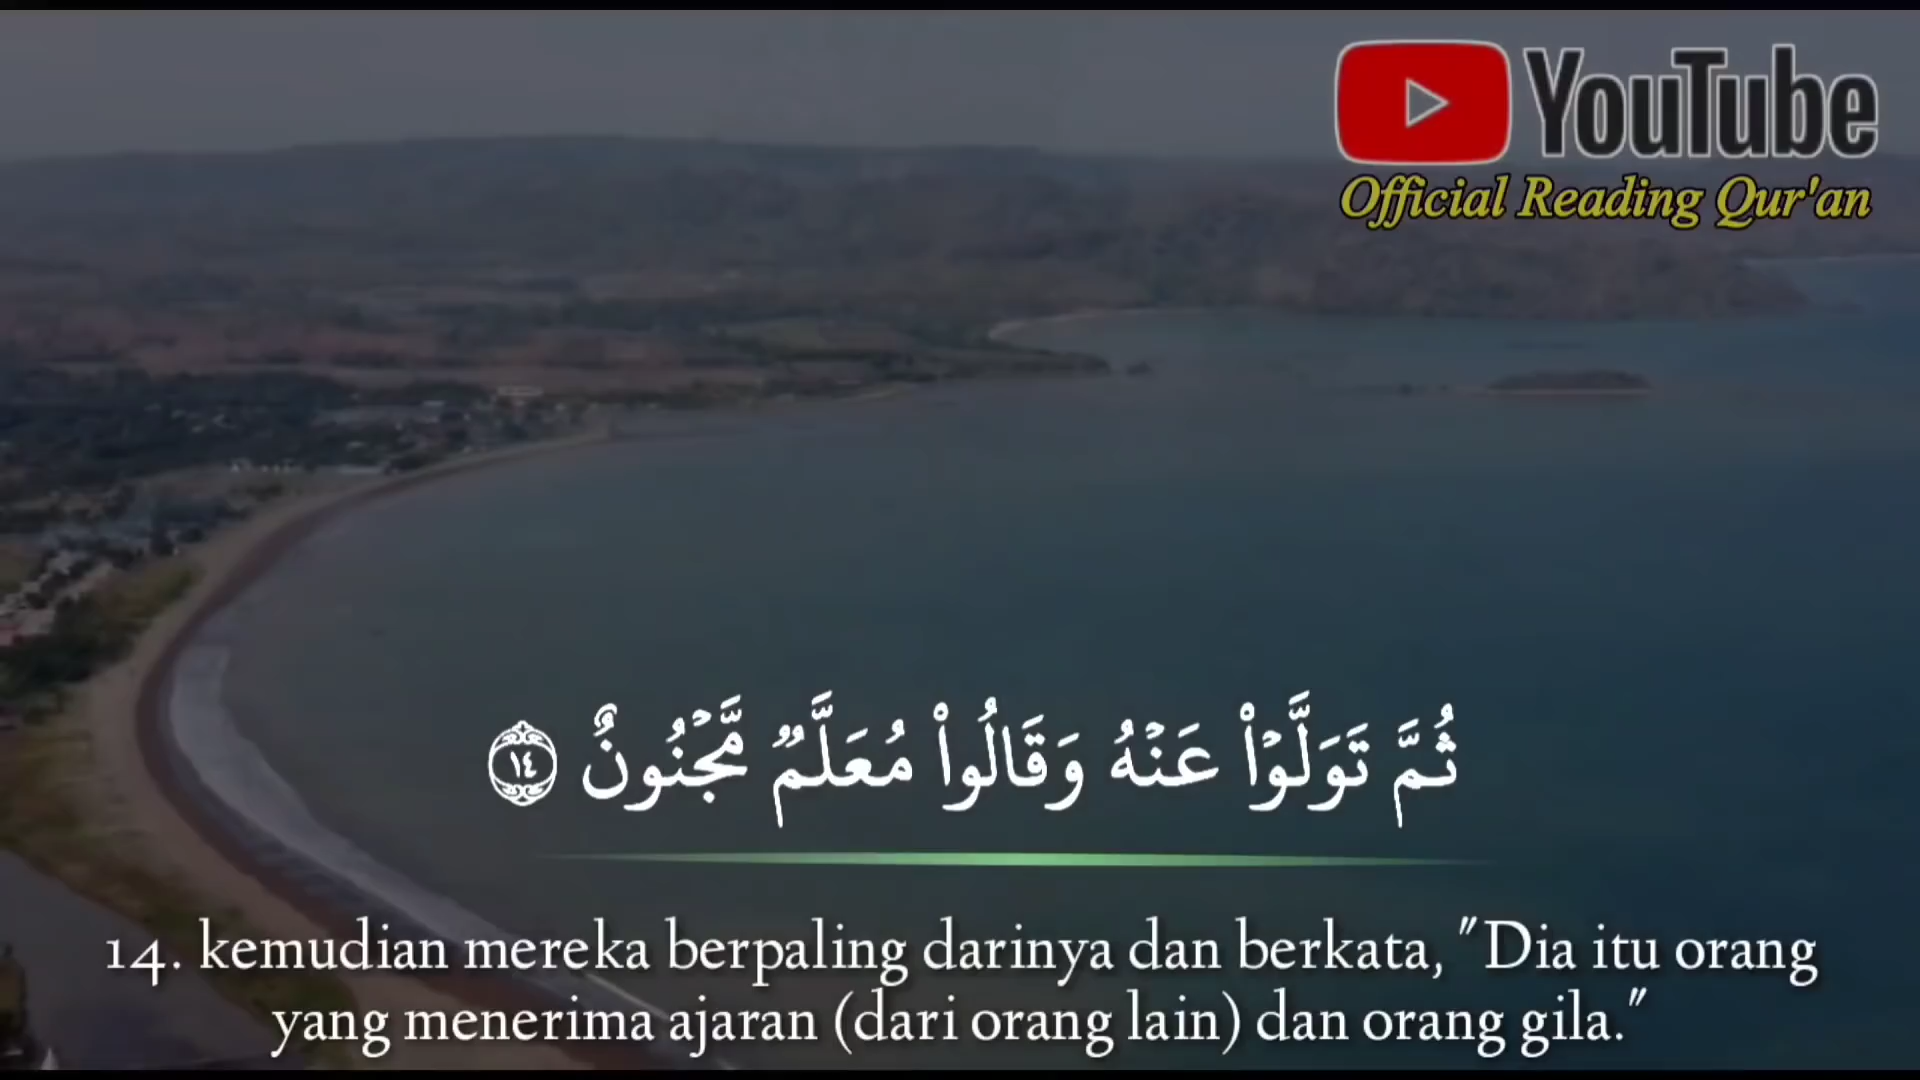 YouTube
Official Reading Qur'an
ثُمَّ تَوَلَّوۡاْ عَنۡهُ وَقَالُواْ مُعَلَّمٞ مَّجۡنُونٌ ١٤
14. kemudian mereka berpaling darinya dan berkata, "Dia itu orang
yang menerima ajaran (dari orang lain) dan orang gila."